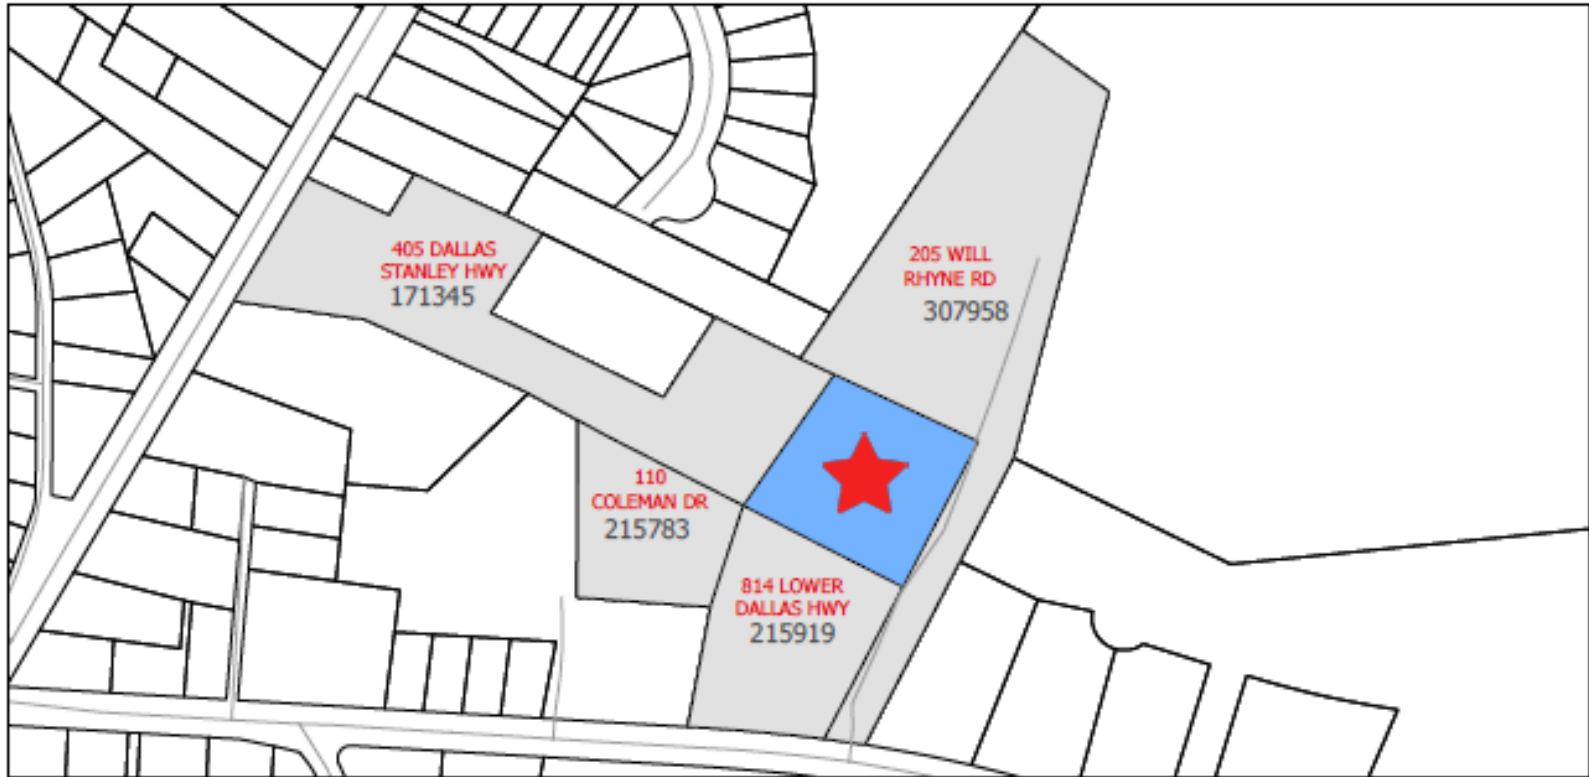 405 DALLAS
STANLEY HWY
171345
205 WILL
RHYNE RD
307958
110
COLEMAN DR
215783
814 LOWER
DALLAS HWY
215919